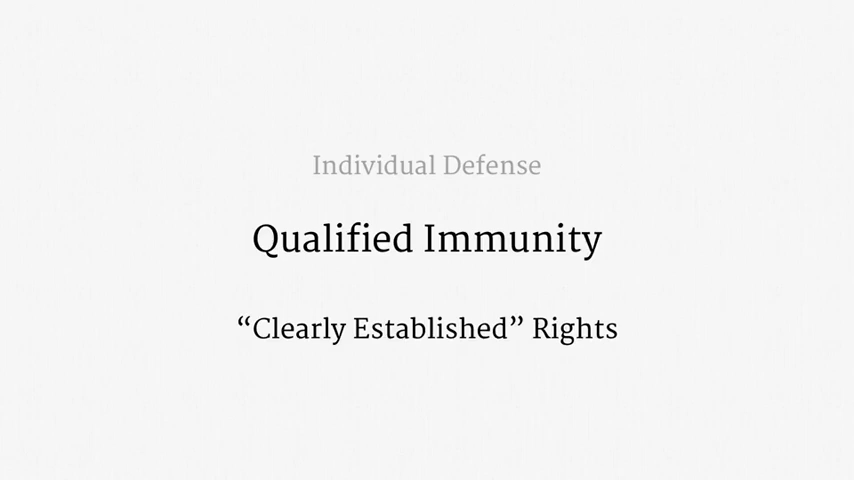 Individual Defense
Qualified Immunity
“Clearly Established” Rights